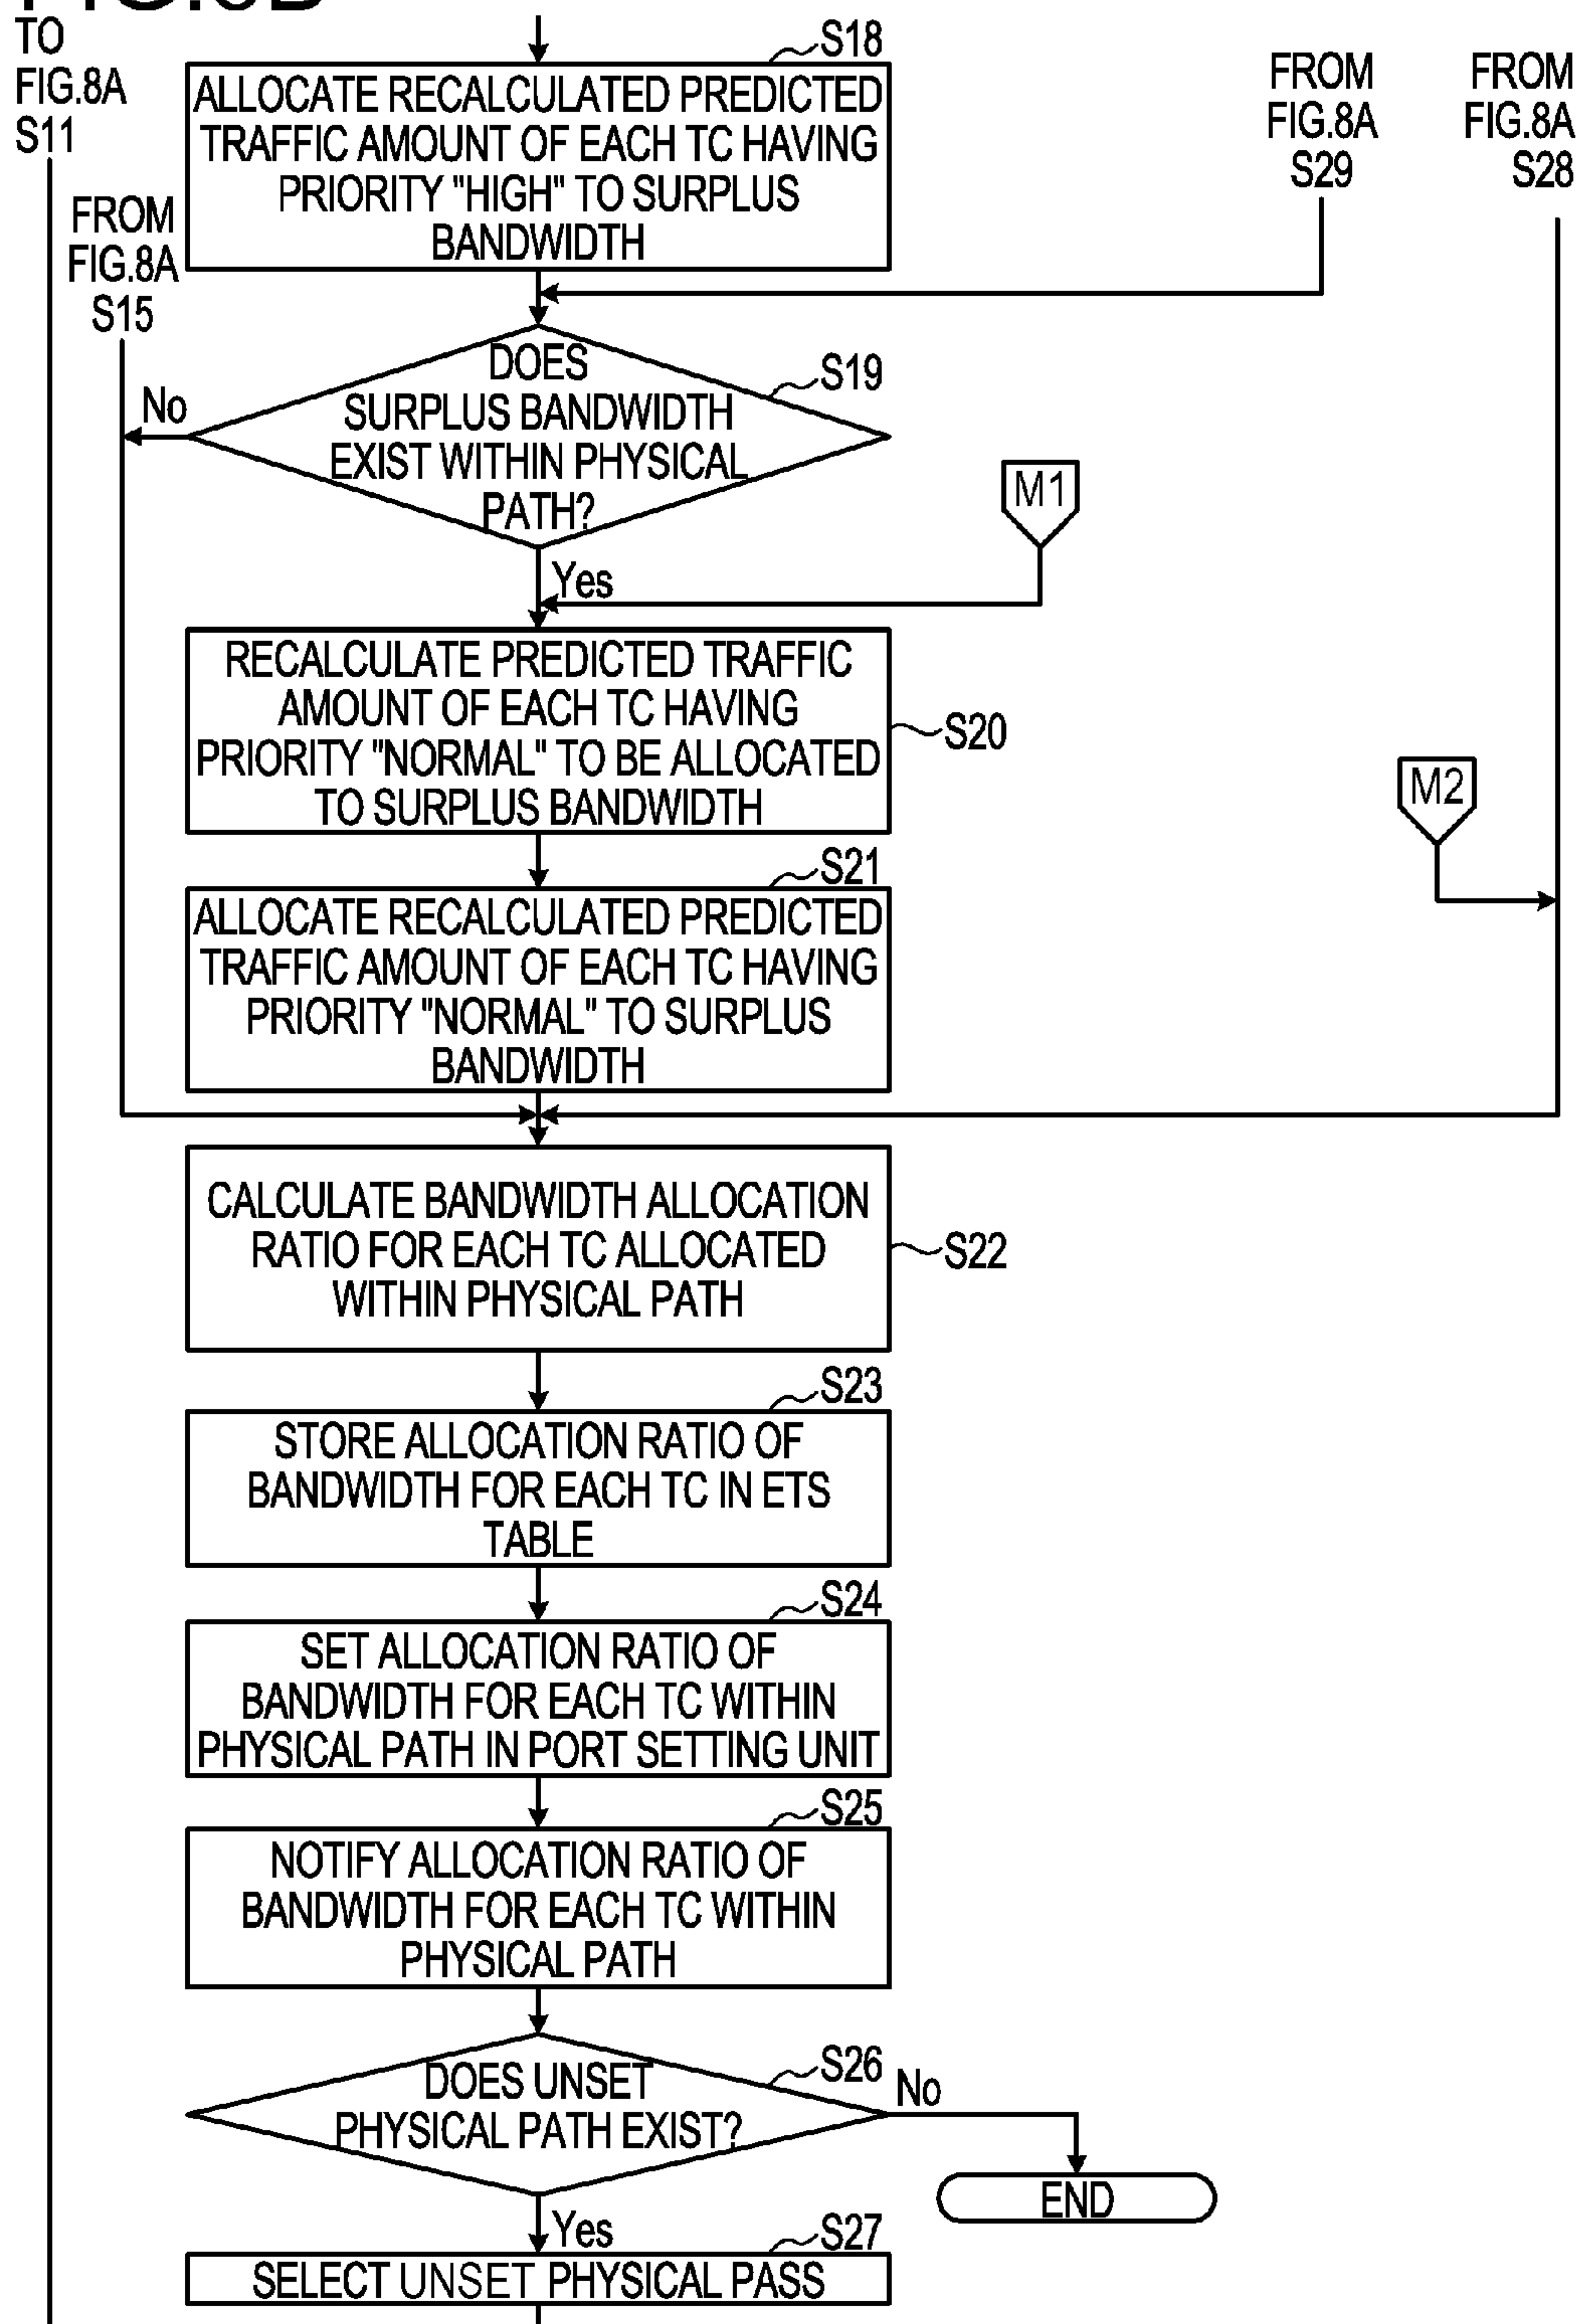 TO
FIG.8A
S11
S18
ALLOCATE RECALCULATED PREDICTED
TRAFFIC AMOUNT OF EACH TC HAVING
PRIORITY "HIGH" TO SURPLUS
BANDWIDTH
FROM
FIG.8A
S29
FROM
FIG.8A
S28
FROM
FIG.8A
S15
DOES
SURPLUS BANDWIDTH
EXIST WITHIN PHYSICAL
PATH?
S19
No
M1
Yes
RECALCULATE PREDICTED TRAFFIC
AMOUNT OF EACH TC HAVING
PRIORITY "NORMAL" TO BE ALLOCATED
TO SURPLUS BANDWIDTH
S20
M2
S21
ALLOCATE RECALCULATED PREDICTED
TRAFFIC AMOUNT OF EACH TC HAVING
PRIORITY "NORMAL" TO SURPLUS
BANDWIDTH
CALCULATE BANDWIDTH ALLOCATION
RATIO FOR EACH TC ALLOCATED
WITHIN PHYSICAL PATH
S22
S23
STORE ALLOCATION RATIO OF
BANDWIDTH FOR EACH TC IN ETS
TABLE
S24
SET ALLOCATION RATIO OF
BANDWIDTH FOR EACH TC WITHIN
PHYSICAL PATH IN PORT SETTING UNIT
S25
NOTIFY ALLOCATION RATIO OF
BANDWIDTH FOR EACH TC WITHIN
PHYSICAL PATH
DOES UNSET
PHYSICAL PATH EXIST?
S26
No
END
Yes
S27
SELECT UNSET PHYSICAL PASS